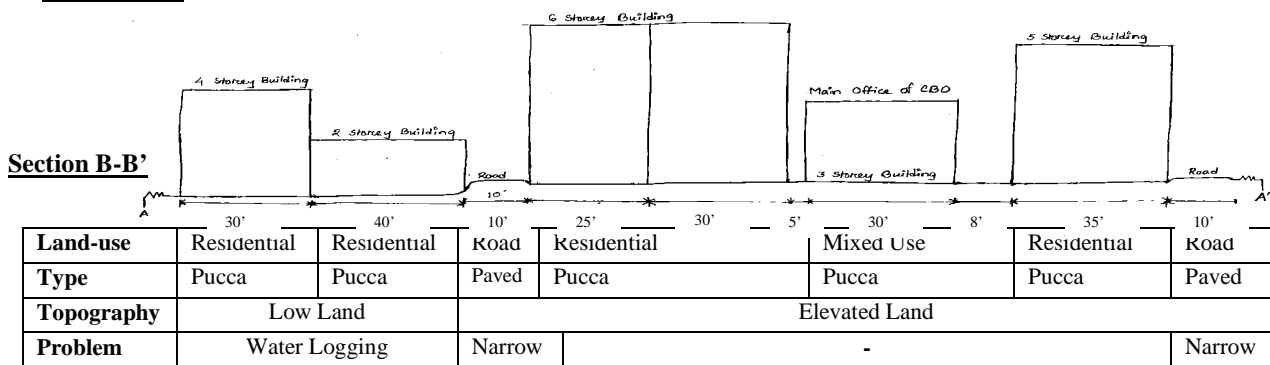 6 Storey Building
5 Storey Building
4 Storey Building
Main Office of CBO
2 Storey Building
Section B-B’
Road
3 Storey Building
Road
A
10'
A'
30’ 40’ 10’ 25’ 30’ 5’ 30’ 8’ 35’ 10’
Land-use Residential Residential Road Residential Mixed Use Residential Road
Type Pucca Pucca Paved Pucca Pucca Pucca Paved
Topography Low Land Elevated Land
Problem Water Logging Narrow - Narrow